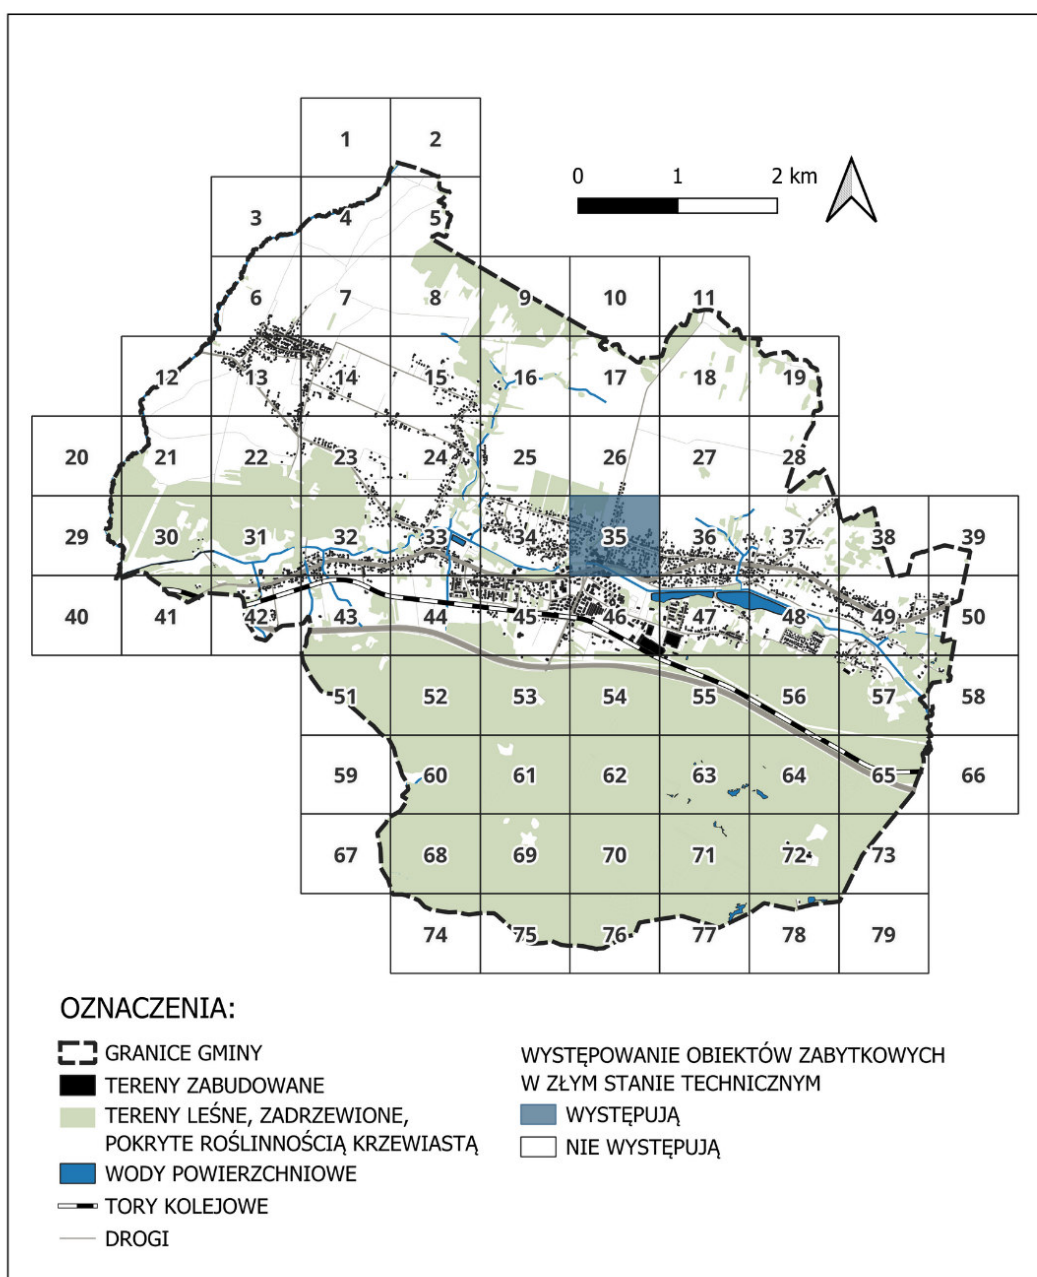 1 2
0 1 2 km
3 4 5
6 7 8 9 10 11
12 13 14 15 16 17 18 19
20 21 22 23 24 25 26 27 28
29 30 31 32 33 34 35 36 37 38 39
40 41 42 43 44 45 46 47 48 49 50
51 52 53 54 55 56 57 58
59 60 61 62 63 64 65 66
67 68 69 70 71 72 73
74 75 76 77 78 79
OZNACZENIA:
GRANICE GMINY
TERENY ZABUDOWANE
TERENY LEŚNE, ZADRZEWIONE,
POKRYTE ROŚLINNOŚCIĄ KRZEWIASTĄ
WODY POWIERZCHNIOWE
TORY KOLEJOWE
DROGI
WYSTĘPOWANIE OBIEKTÓW ZABYTKOWYCH
W ZŁYM STANIE TECHNICZNYM
WYSTĘPUJĄ
NIE WYSTĘPUJĄ